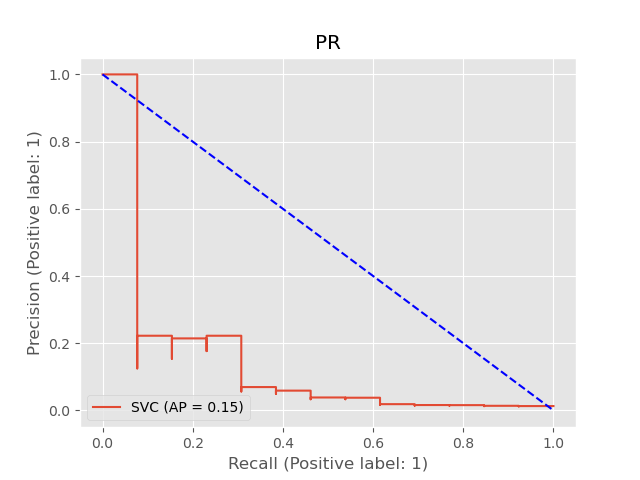 PR
Precision (Positive label: 1)
1.0
0.8
0.6
0.4
0.2
0.0
SVC (AP = 0.15)
0.0 0.2 0.4 0.6 0.8 1.0
Recall (Positive label: 1)